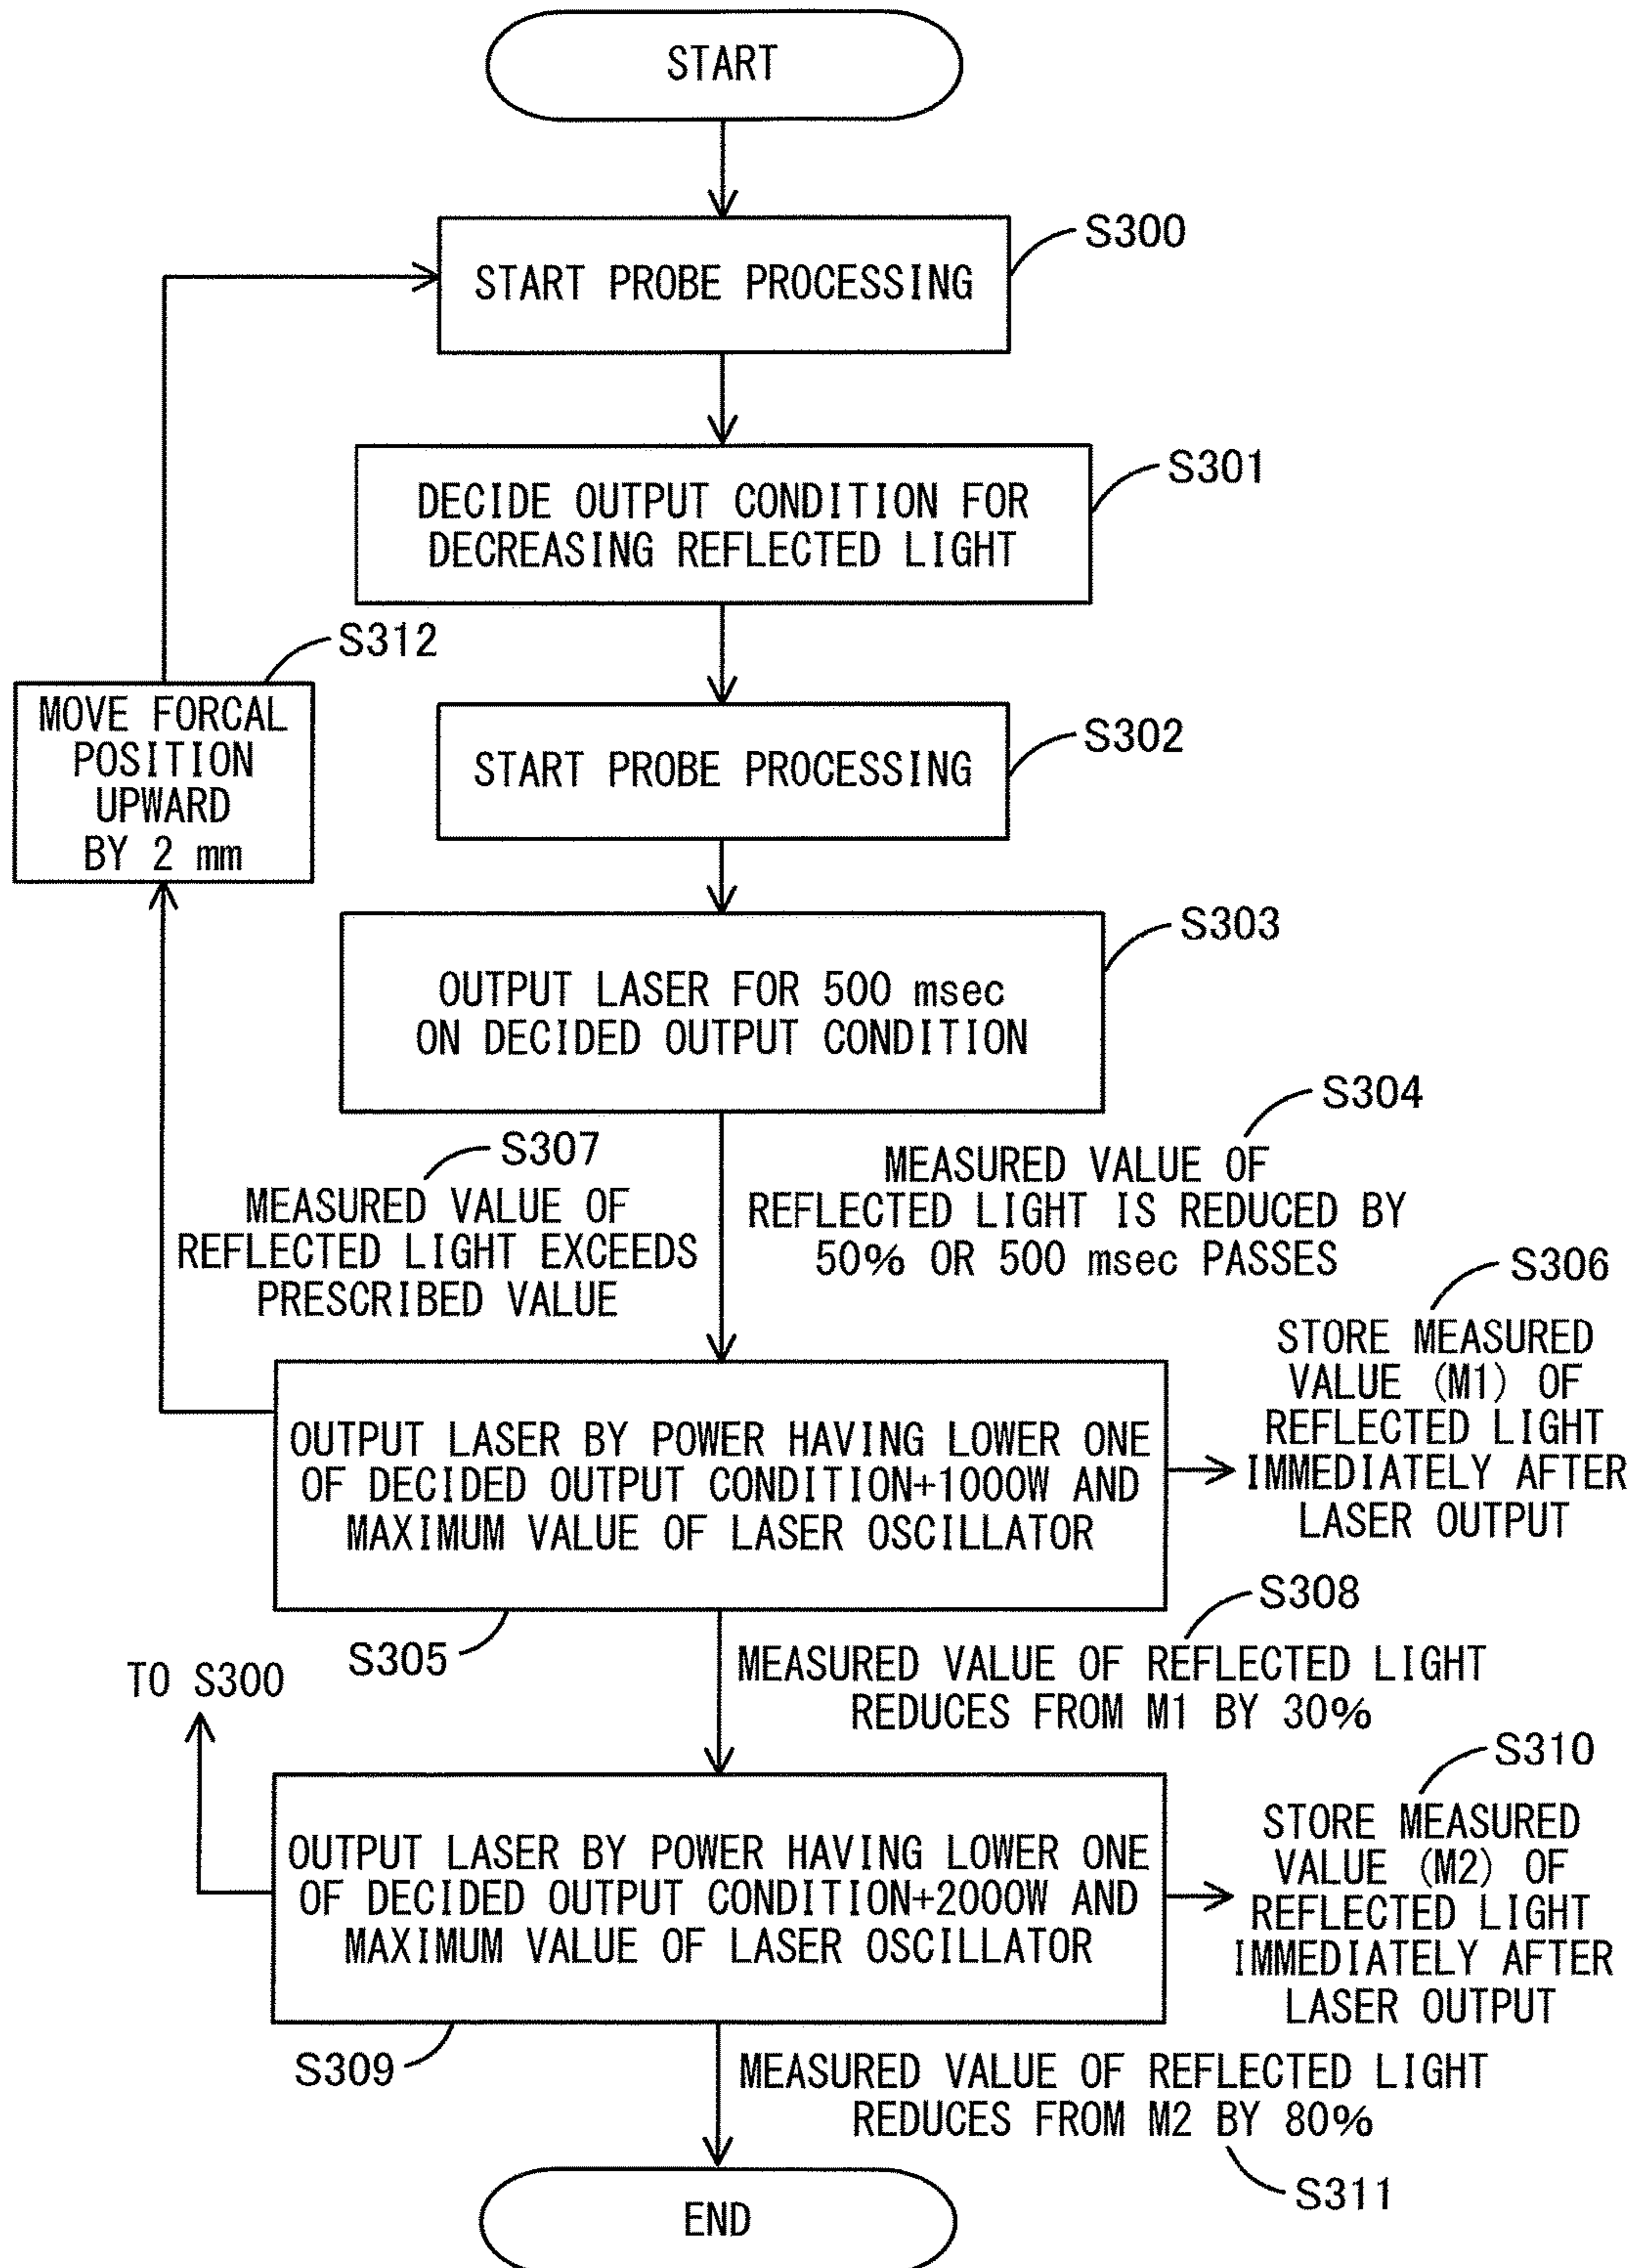 START
S300
START PROBE PROCESSING
S301
DECIDE OUTPUT CONDITION FOR
DECREASING REFLECTED LIGHT
S312
MOVE FORCAL
POSITION
UPWARD
BY 2 mm
S302
START PROBE PROCESSING
S303
OUTPUT LASER FOR 500 msec
ON DECIDED OUTPUT CONDITION
S304
MEASURED VALUE OF
REFLECTED LIGHT IS REDUCED BY
50% OR 500 msec PASSES
S307
MEASURED VALUE OF
REFLECTED LIGHT EXCEEDS
PRESCRIBED VALUE
S306
STORE MEASURED
VALUE (M1) OF
REFLECTED LIGHT
IMMEDIATELY AFTER
LASER OUTPUT
OUTPUT LASER BY POWER HAVING LOWER ONE
OF DECIDED OUTPUT CONDITION+1000W AND
MAXIMUM VALUE OF LASER OSCILLATOR
S305
S308
MEASURED VALUE OF REFLECTED LIGHT
REDUCES FROM M1 BY 30%
TO S300
S310
STORE MEASURED
VALUE (M2) OF
REFLECTED LIGHT
IMMEDIATELY AFTER
LASER OUTPUT
OUTPUT LASER BY POWER HAVING LOWER ONE
OF DECIDED OUTPUT CONDITION+2000W AND
MAXIMUM VALUE OF LASER OSCILLATOR
S309
MEASURED VALUE OF REFLECTED LIGHT
REDUCES FROM M2 BY 80%
S311
END